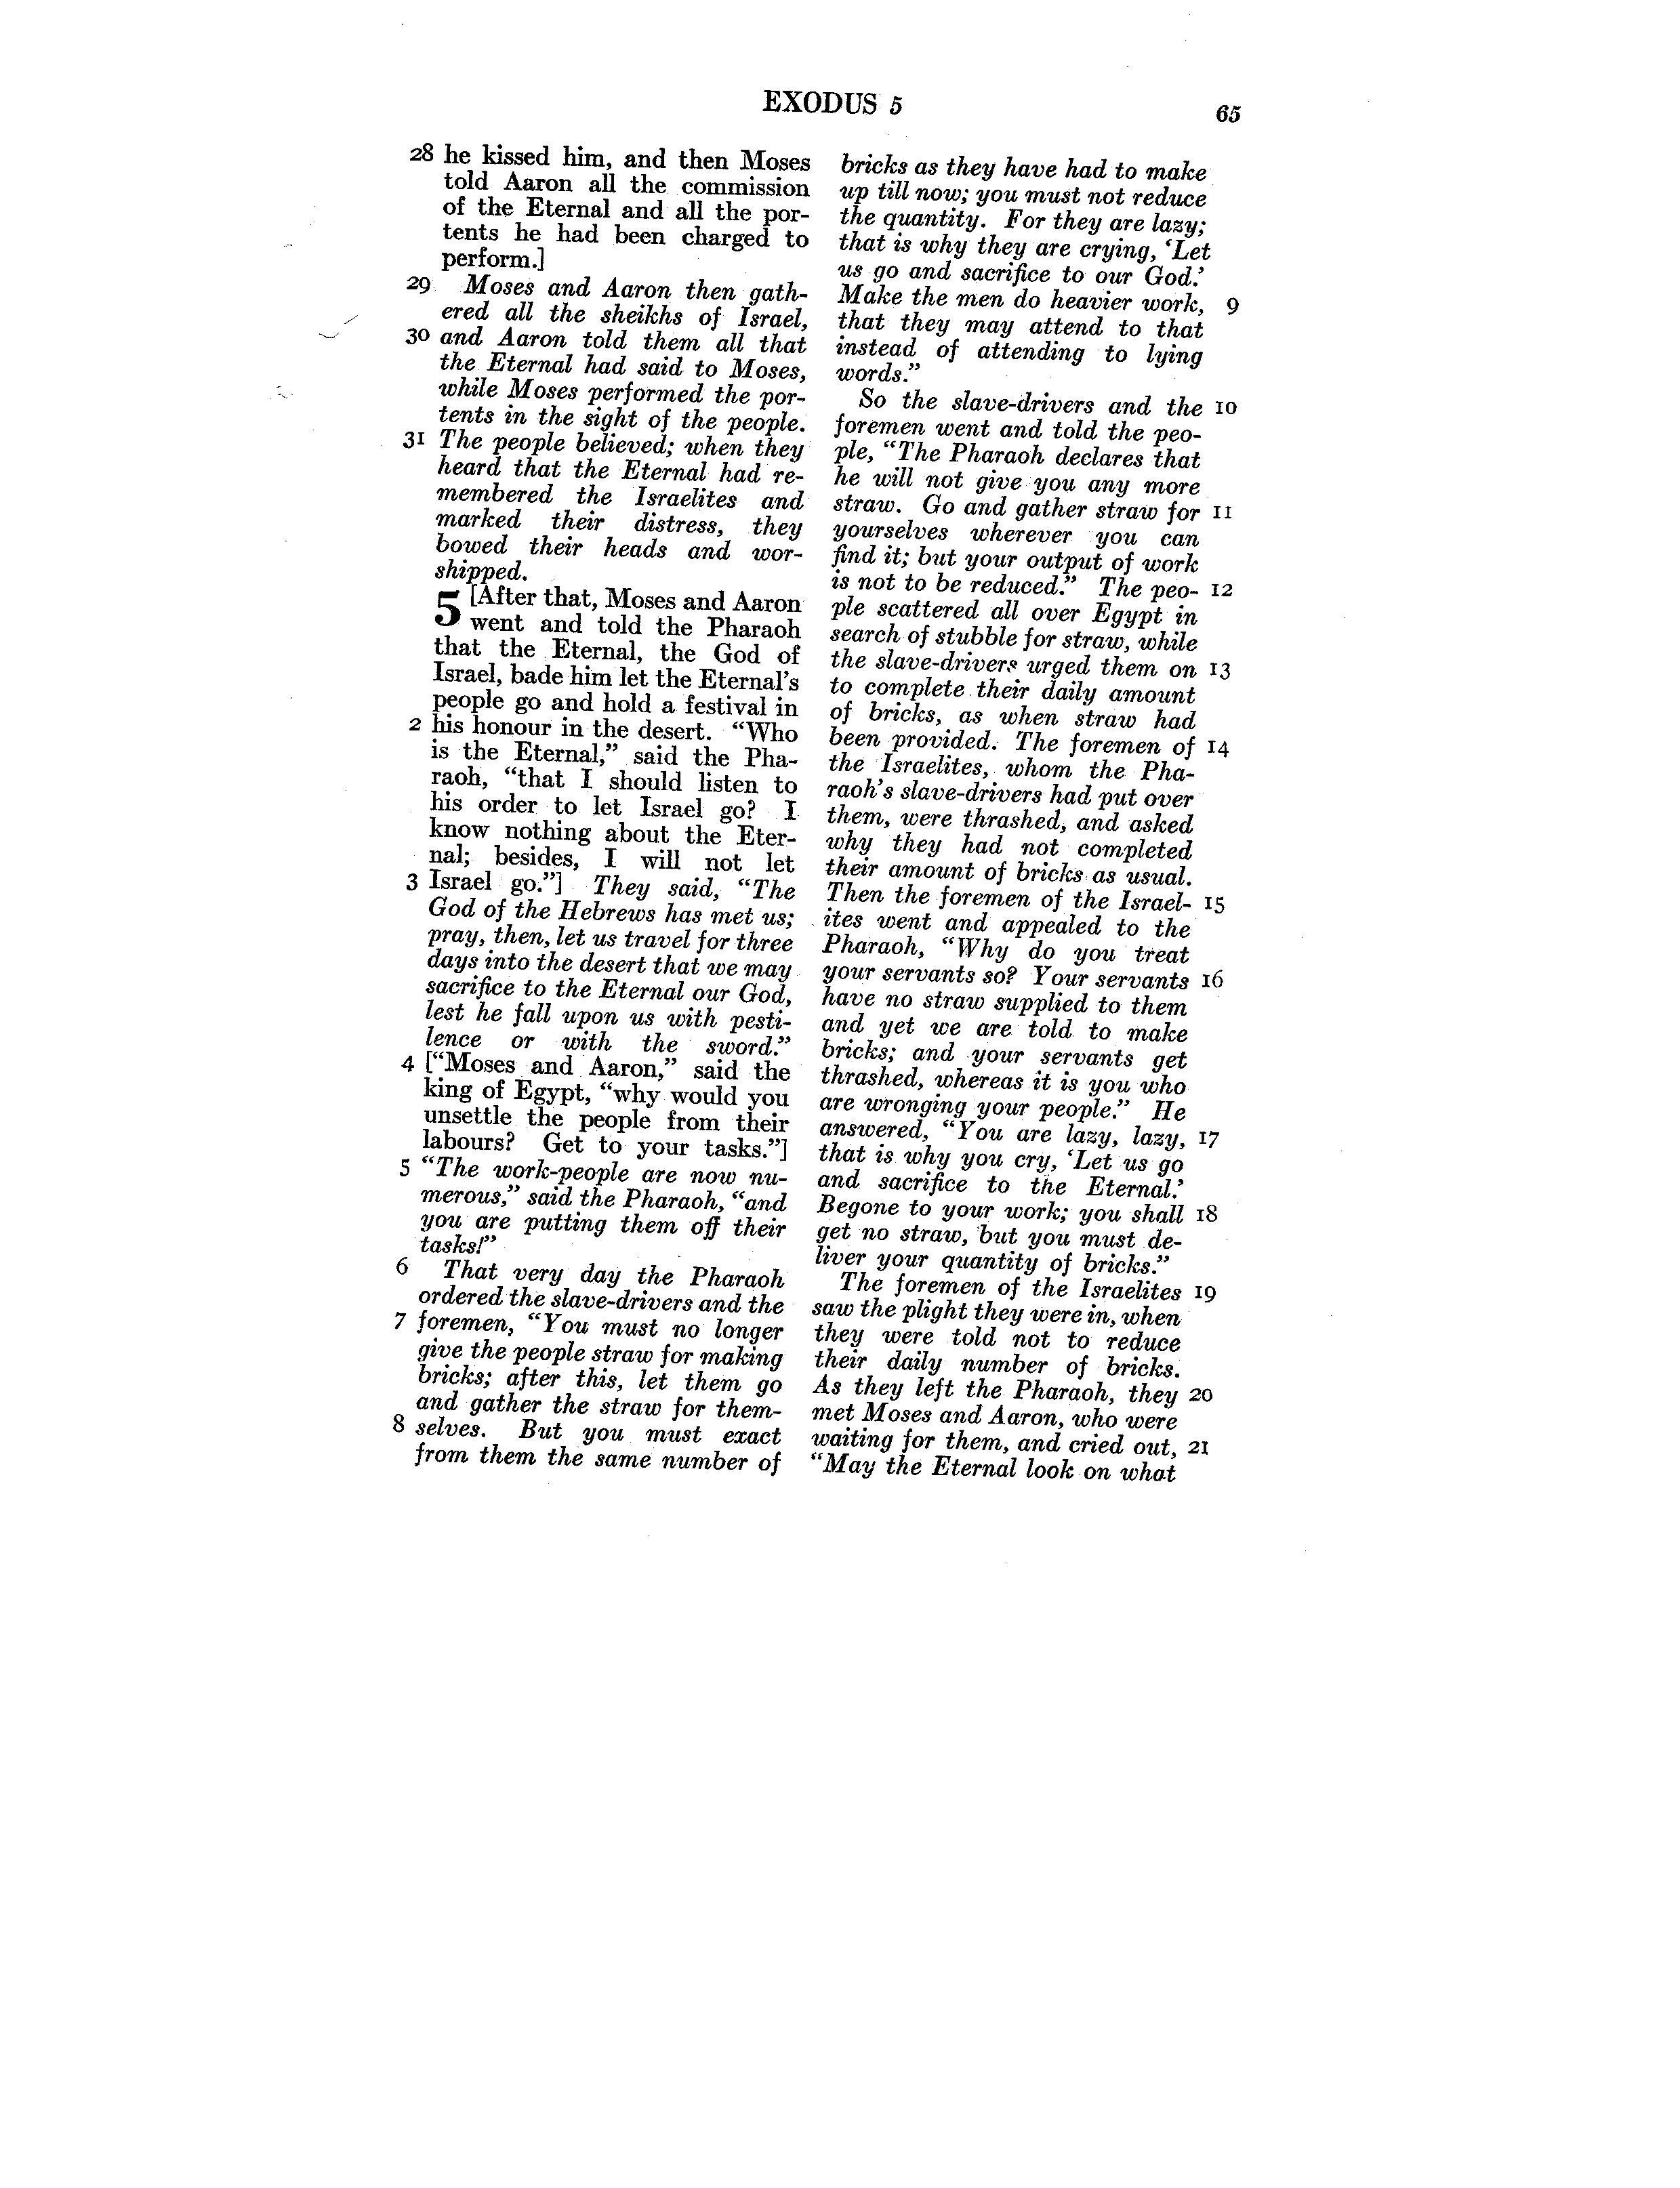 EXODUS 5
65
28 he kissed him, and then Moses
told Aaron all the commission
of the Eternal and all the por-
tents he had been charged to
perform.]
29 Moses and Aaron then gath-
ered all the sheikhs of Israel,
30 and Aaron told them all that
the Eternal had said to Moses,
while Moses performed the por-
tents in the sight of the people.
31 The people believed; when they
heard that the Eternal had re-
membered the Israelites and
marked their distress, they
bowed their heads and wor-
shipped.
5 [After that, Moses and Aaron
went and told the Pharaoh
that the Eternal, the God of
Israel, bade him let the Eternal's
people go and hold a festival in
2 his honour in the desert. “Who
is the Eternal,” said the Pha-
raoh, “that I should listen to
his order to let Israel go? I
know nothing about the Eter-
nal; besides, I will not let
3 Israel go.”] They said, “The
God of the Hebrews has met us;
pray, then, let us travel for three
days into the desert that we may
sacrifice to the Eternal our God,
lest he fall upon us with pesti-
lence or with the sword.”
4 [“Moses and Aaron,” said the
king of Egypt, “why would you
unsettle the people from their
labours? Get to your tasks.”]
5 “The work-people are now nu-
merous,” said the Pharaoh, “and
you are putting them off their
tasks!”
6 That very day the Pharaoh
ordered the slave-drivers and the
7 foremen, “You must no longer
give the people straw for making
bricks; after this, let them go
and gather the straw for them-
8 selves. But you must exact
from them the same number of
bricks as they have had to make
up till now; you must not reduce
the quantity. For they are lazy;
that is why they are crying, ‘Let
us go and sacrifice to our God.’
Make the men do heavier work, 9
that they may attend to that
instead of attending to lying
words.”
So the slave-drivers and the 10
foremen went and told the peo-
ple, “The Pharaoh declares that
he will not give you any more
straw. Go and gather straw for 11
yourselves wherever you can
find it; but your output of work
is not to be reduced.” The peo- 12
ple scattered all over Egypt in
search of stubble for straw, while
the slave-drivers urged them on 13
to complete their daily amount
of bricks, as when straw had
been provided. The foremen of 14
the Israelites, whom the Pha-
raoh's slave-drivers had put over
them, were thrashed, and asked
why they had not completed
their amount of bricks as usual.
Then the foremen of the Israel- 15
ites went and appealed to the
Pharaoh, “Why do you treat
your servants so? Your servants 16
have no straw supplied to them
and yet we are told to make
bricks; and your servants get
thrashed, whereas it is you who
are wronging your people.” He
answered, “You are lazy, lazy, 17
that is why you cry, ‘Let us go
and sacrifice to the Eternal.’
Begone to your work; you shall 18
get no straw, but you must de-
liver your quantity of bricks.”
The foremen of the Israelites 19
saw the plight they were in, when
they were told not to reduce
their daily number of bricks.
As they left the Pharaoh, they 20
met Moses and Aaron, who were
waiting for them, and cried out, 21
“May the Eternal look on what